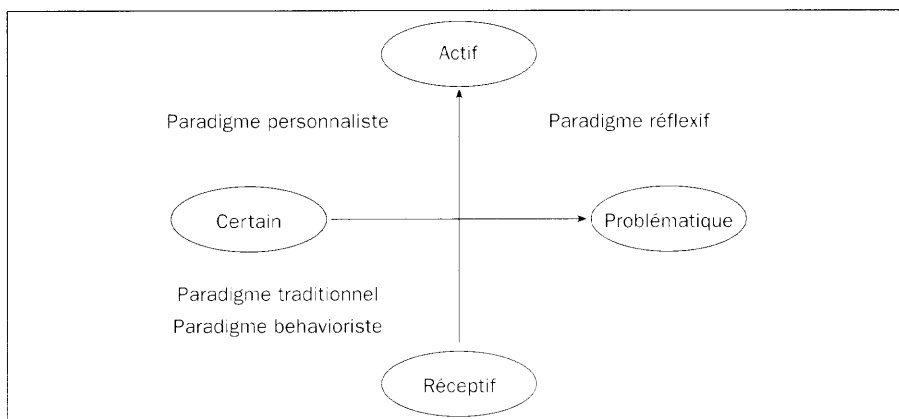 Actif
Paradigme personnaliste
Paradigme réflexif
Certain
Problématique
Paradigme traditionnel
Paradigme behavioriste
Réceptif